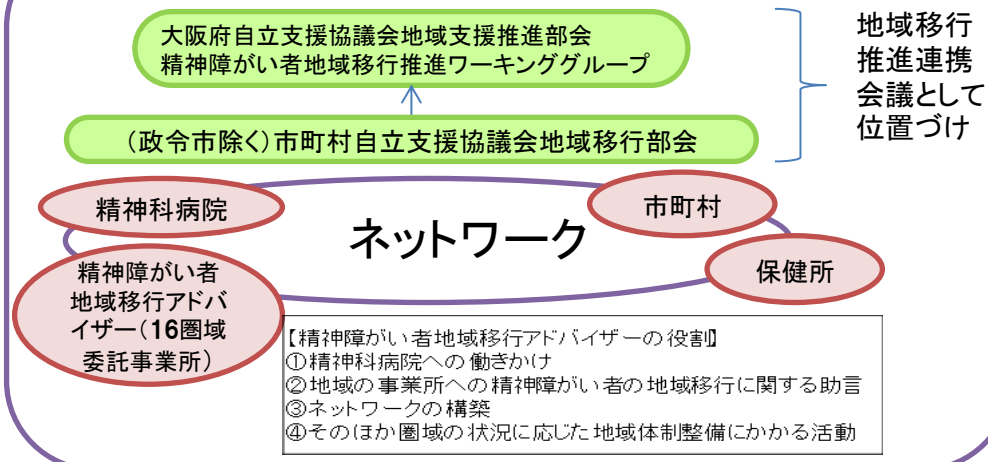 大阪府自立支援協議会地域支援推進部会
精神障がい者地域移行推進ワーキンググループ
(政令市除く)市町村自立支援協議会地域移行部会
地域移行
推進連携
会議として
位置づけ
精神科病院
市町村
ネットワーク
保健所
精神障がい者
地域移行アドバ
イザー(16圏域
委託事業所)
【精神障がい者地域移行アドバイザーの役割】
①精神科病院への働きかけ
②地域の事業所への精神障がい者の地域移行に関する助言
③ネットワークの構築
④そのほか圏域の状況に応じた地域体制整備にかかる活動